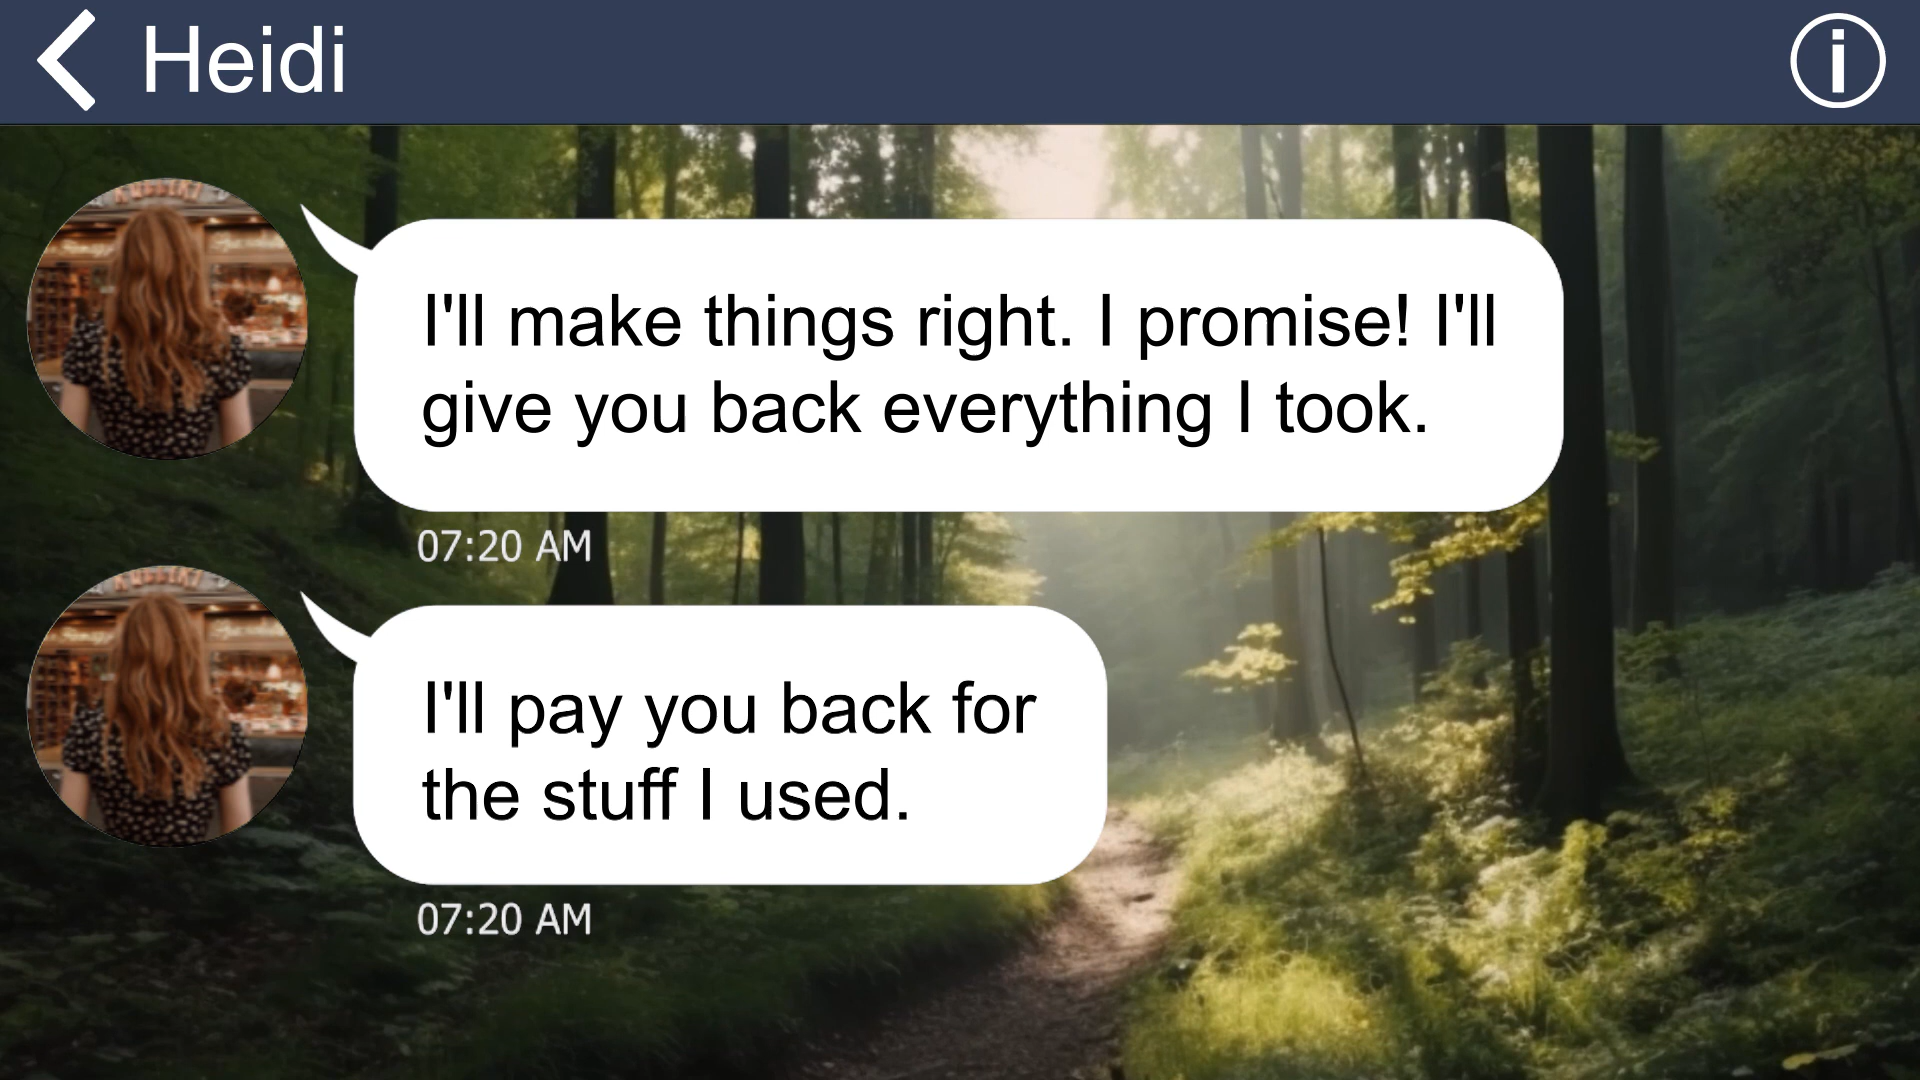 Heidi
I'll make things right. I promise! I'll
give you back everything I took.
07:20 AM
I'll pay you back for
the stuff I used.
07:20 AM